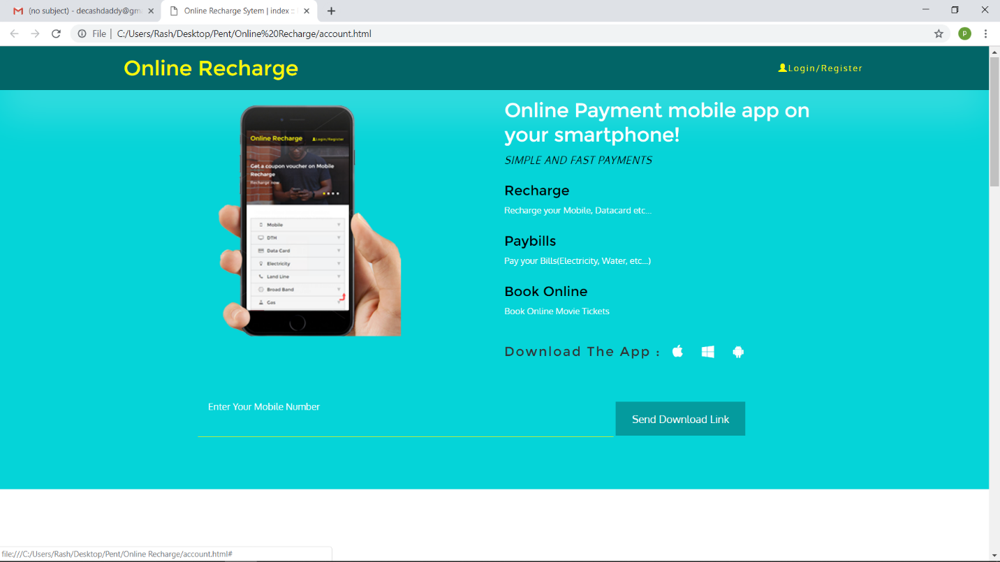 (no subject) - decashdaddy@gm
Online Recharge Sytem | index ::
File | C:/Users/Rash/Desktop/Pent/Online%20Recharge/account.html
p
Online Recharge
Login/Register
Online Recharge
Login/Register
Get a coupon voucher on Mobile
Recharge
Recharge now
Mobile
DTH
Data Card
Electricity
Land Line
Broad Band
Gas
Online Payment mobile app on
your smartphone!
SIMPLE AND FAST PAYMENTS
Recharge
Recharge your Mobile, Datacard etc...
Paybills
Pay your Bills(Electricity, Water, etc...)
Book Online
Book Online Movie Tickets
Download The App :
Enter Your Mobile Number
Send Download Link
file:///C:/Users/Rash/Desktop/Pent/Online Recharge/account.html#